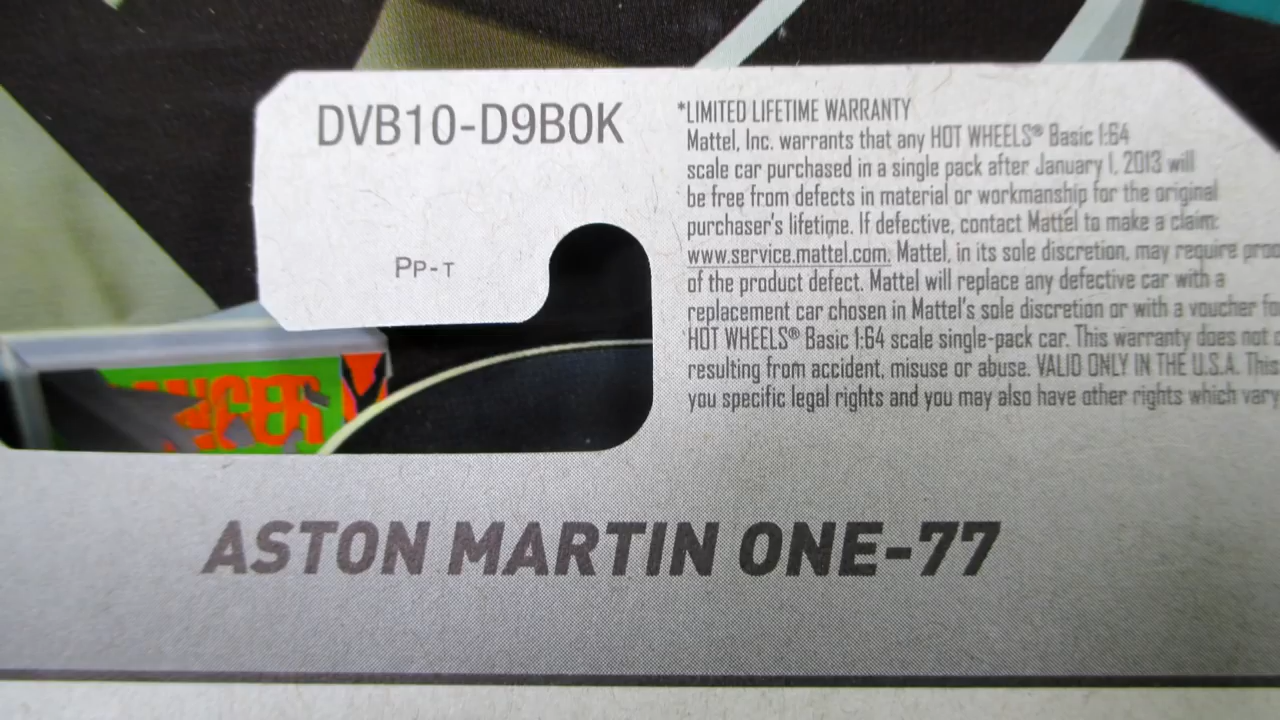 DVB10-D9B0K
PP-T
*LIMITED LIFETIME WARRANTY
Mattel, Inc. warrants that any HOT WHEELS® Basic 1:64
scale car purchased in a single pack after January 1, 2013 will
be free from defects in material or workmanship for the original
purchaser's lifetime. If defective, contact Mattel to make a claim:
www.service.mattel.com. Mattel, in its sole discretion, may require
of the product defect. Mattel will replace any defective car with a
replacement car chosen in Mattel's sole discretion or with a voucher
HOT WHEELS® Basic 1:64 scale single-pack car. This warranty does not
resulting from accident, misuse or abuse. VALID ONLY IN THE U.S.A. This
you specific legal rights and you may also have other rights which vary
ASTON MARTIN ONE-77